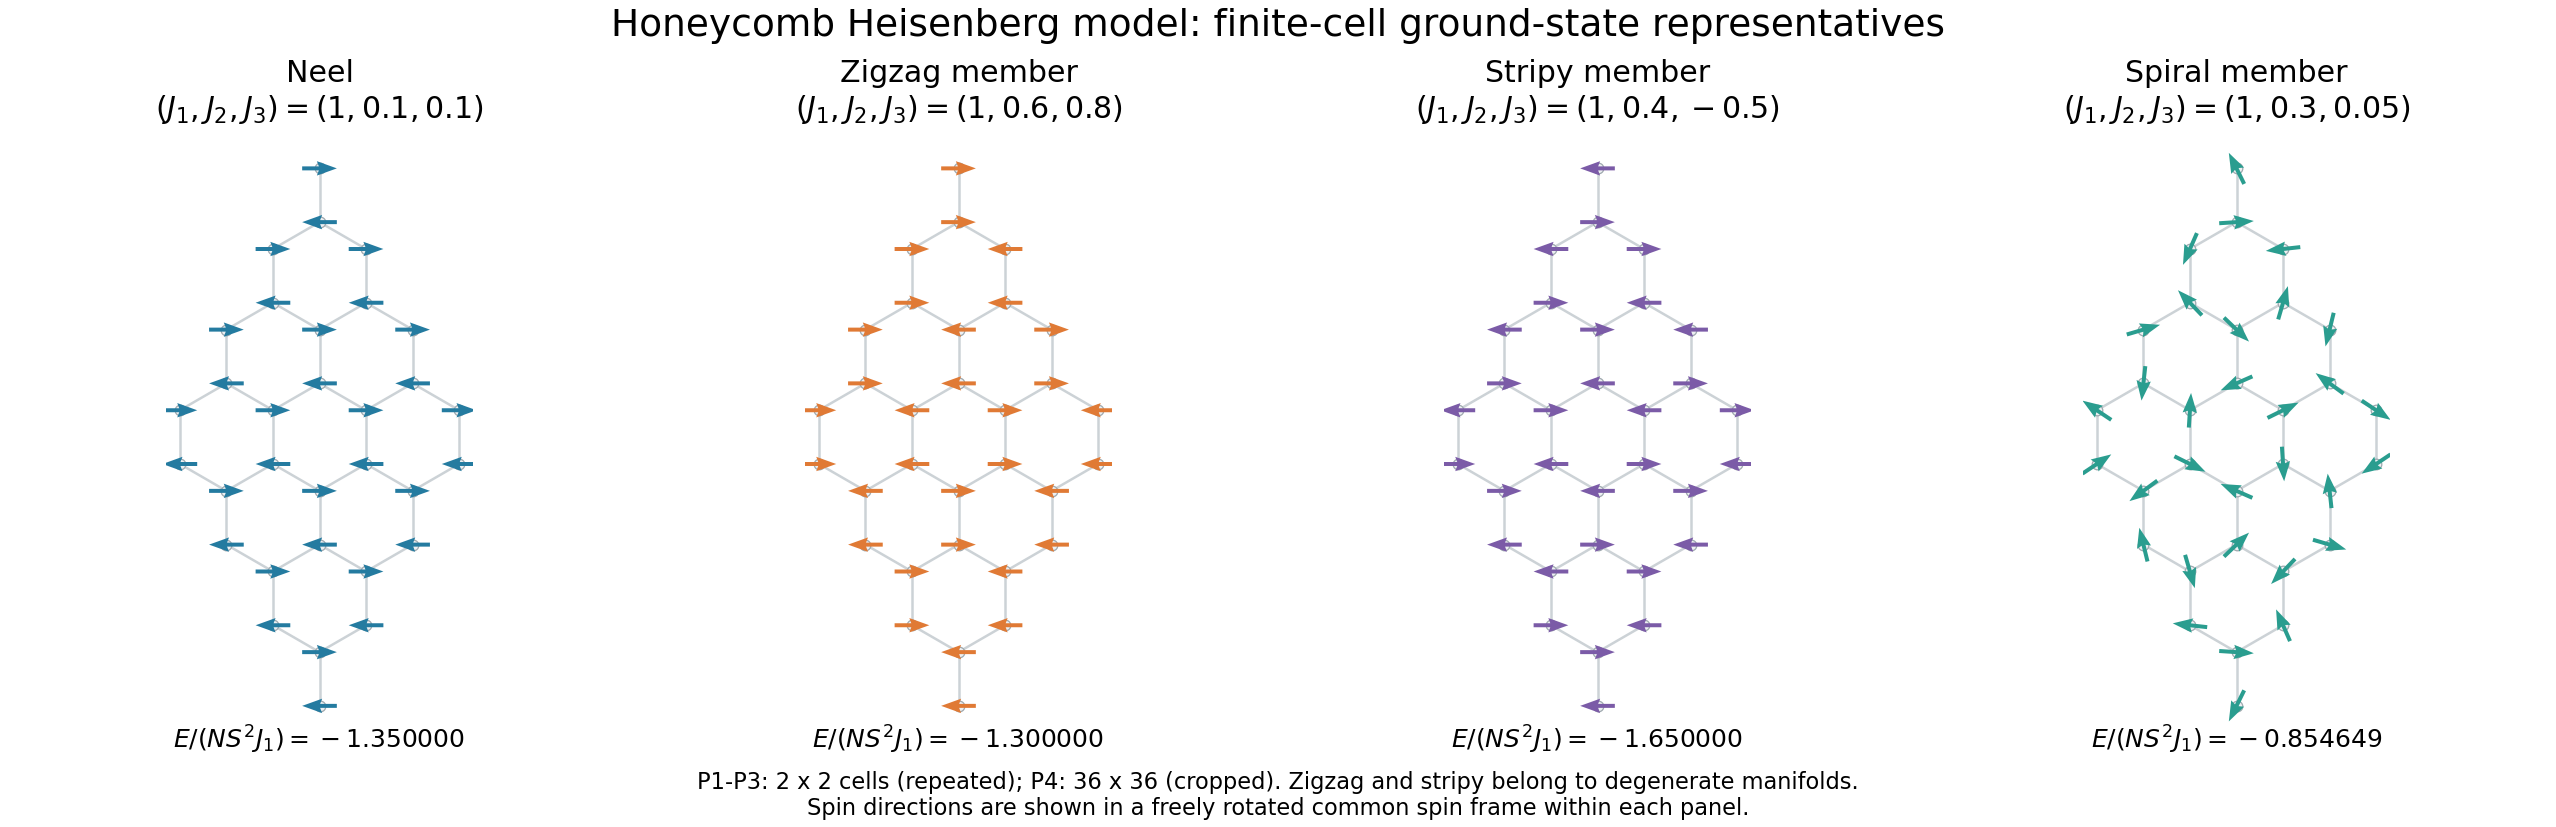 Honeycomb Heisenberg model: finite-cell ground-state representatives
Neel
(J₁, J₂, J₃) = (1, 0.1, 0.1)
Zigzag member
(J₁, J₂, J₃) = (1, 0.6, 0.8)
Stripy member
(J₁, J₂, J₃) = (1, 0.4, −0.5)
Spiral member
(J₁, J₂, J₃) = (1, 0.3, 0.05)
E/(NS²J₁) = −1.350000
E/(NS²J₁) = −1.300000
E/(NS²J₁) = −1.650000
E/(NS²J₁) = −0.854649
P1-P3: 2 x 2 cells (repeated); P4: 36 x 36 (cropped). Zigzag and stripy belong to degenerate manifolds.
Spin directions are shown in a freely rotated common spin frame within each panel.